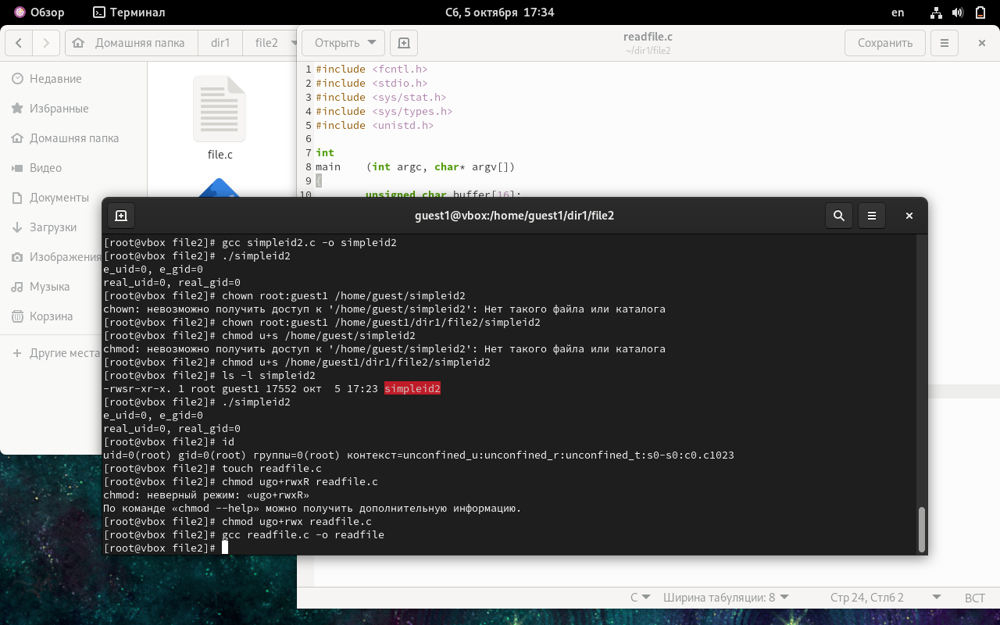 Обзор
Терминал
Сб, 5 октября 17:34
en
Домашняя папка
dir1
file2
Открыть
readfile.c
~/dir1/file2
Сохранить
Недавние
Избранные
Домашняя папка
Видео
Документы
Загрузки
Изображения
Музыка
Корзина
Другие места
file.c
1 #include <fcntl.h>
2 #include <stdio.h>
3 #include <sys/stat.h>
4 #include <sys/types.h>
5 #include <unistd.h>
6
7 int
8 main    (int argc, char* argv[])
9 {
10         unsigned char buffer[16];
guest1@vbox:/home/guest1/dir1/file2
[root@vbox file2]# gcc simpleid2.c -o simpleid2
[root@vbox file2]# ./simpleid2
e_uid=0, e_gid=0
real_uid=0, real_gid=0
[root@vbox file2]# chown root:guest1 /home/guest/simpleid2
chown: невозможно получить доступ к '/home/guest/simpleid2': Нет такого файла или каталога
[root@vbox file2]# chown root:guest1 /home/guest1/dir1/file2/simpleid2
[root@vbox file2]# chmod u+s /home/guest/simpleid2
chmod: невозможно получить доступ к '/home/guest/simpleid2': Нет такого файла или каталога
[root@vbox file2]# chmod u+s /home/guest1/dir1/file2/simpleid2
[root@vbox file2]# ls -l simpleid2
-rwsr-xr-x. 1 root guest1 17552 окт  5 17:23 simpleid2
[root@vbox file2]# ./simpleid2
e_uid=0, e_gid=0
real_uid=0, real_gid=0
[root@vbox file2]# id
uid=0(root) gid=0(root) группы=0(root) контекст=unconfined_u:unconfined_r:unconfined_t:s0-s0:c0.c1023
[root@vbox file2]# touch readfile.c
[root@vbox file2]# chmod ugo+rwxR readfile.c
chmod: неверный режим: «ugo+rwxR»
По команде «chmod --help» можно получить дополнительную информацию.
[root@vbox file2]# chmod ugo+rwx readfile.c
[root@vbox file2]# gcc readfile.c -o readfile
[root@vbox file2]#
C
Ширина табуляции: 8
Стр 24, Стлб 2
ВСТ